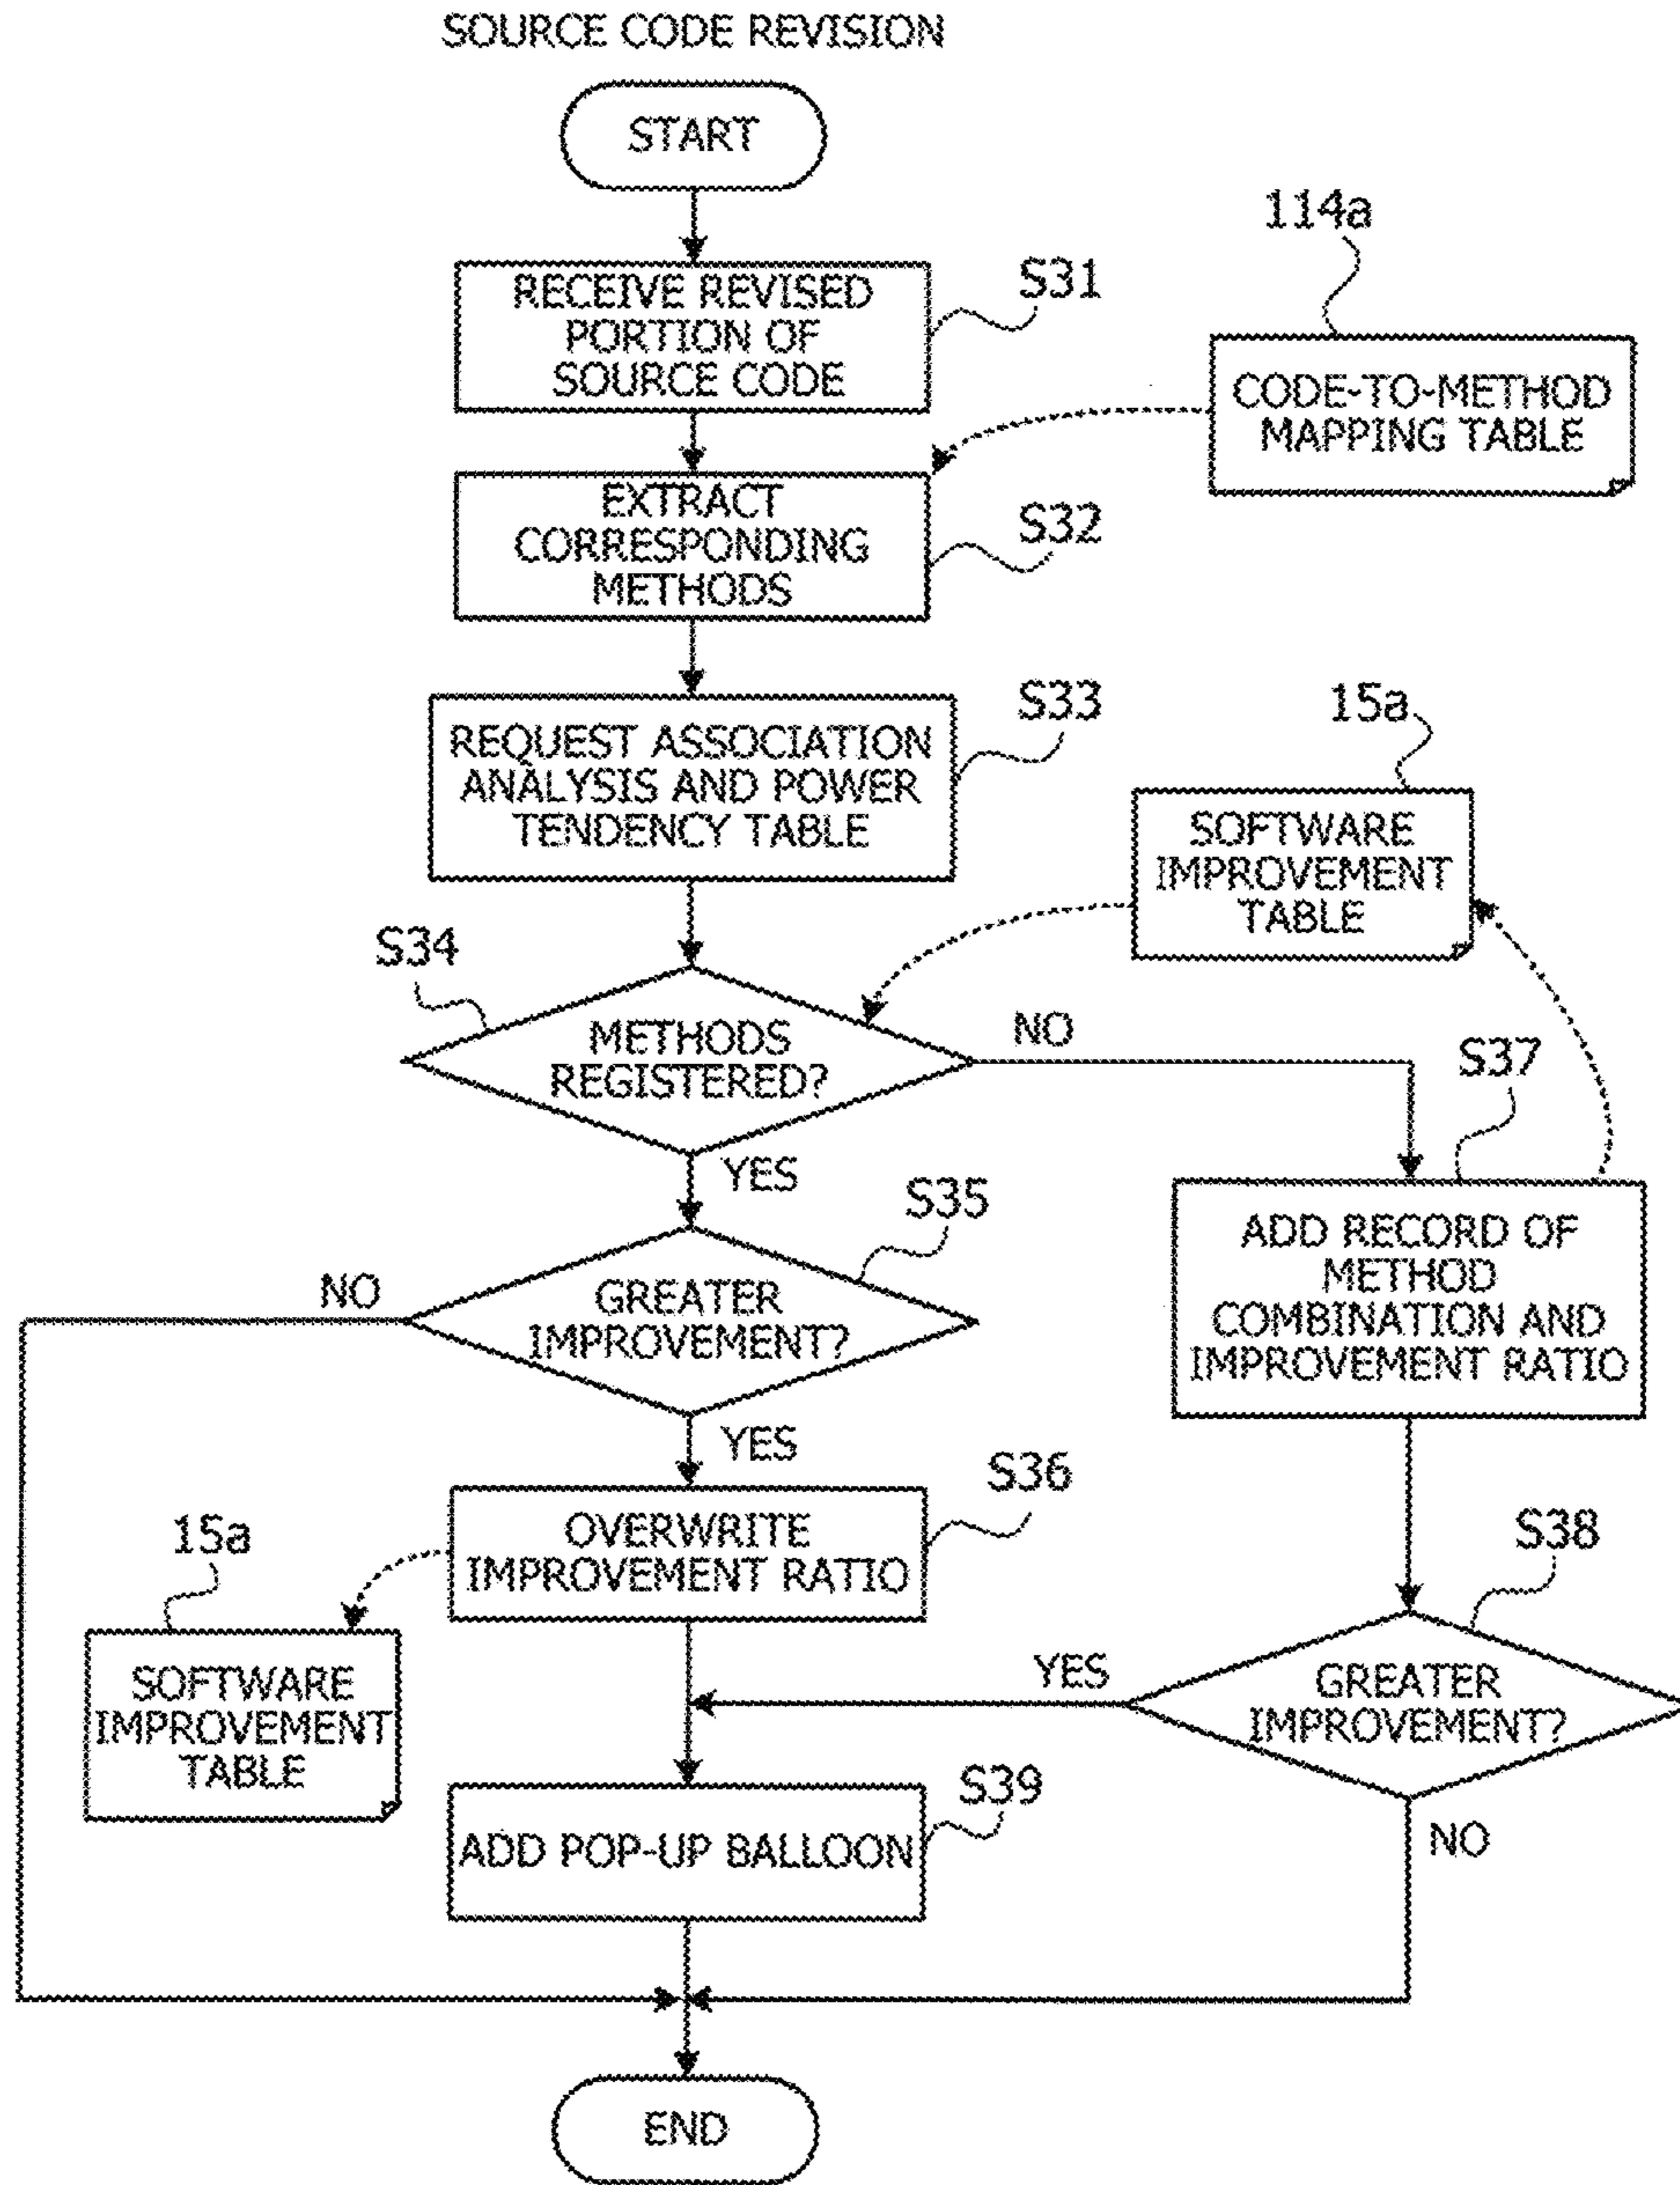 SOURCE CODE REVISION
START
114a
RECEIVE REVISED
PORTION OF
SOURCE CODE
S31
CODE-TO-METHOD
MAPPING TABLE
EXTRACT
CORRESPONDING
METHODS
S32
REQUEST ASSOCIATION
ANALYSIS AND POWER
TENDENCY TABLE
S33
15a
SOFTWARE
IMPROVEMENT
TABLE
S34
METHODS
REGISTERED?
NO
YES
S37
ADD RECORD OF
METHOD
COMBINATION AND
IMPROVEMENT RATIO
S35
NO
GREATER
IMPROVEMENT?
YES
S36
OVERWRITE
IMPROVEMENT RATIO
15a
SOFTWARE
IMPROVEMENT
TABLE
S38
YES
GREATER
IMPROVEMENT?
NO
S39
ADD POP-UP BALLOON
END